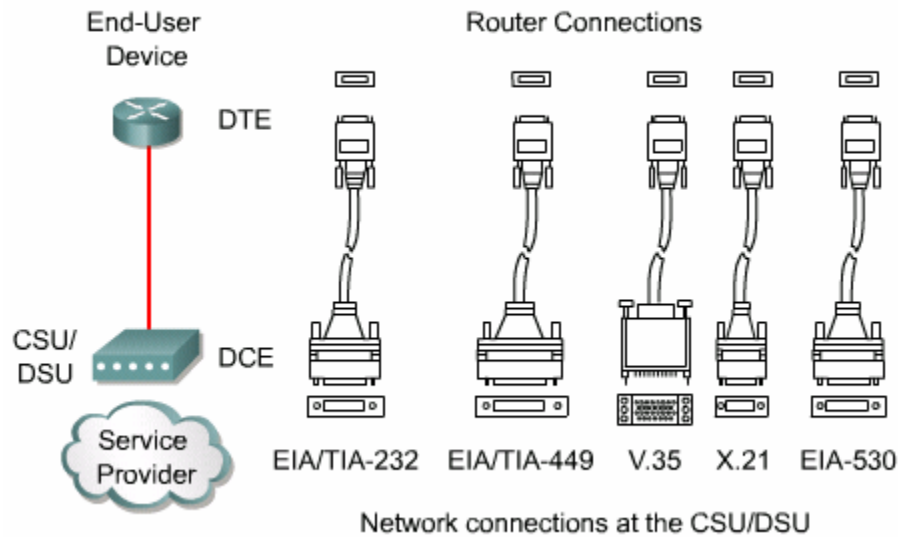 End-User
Device
Router Connections
DTE
CSU/
DSU
DCE
Service
Provider
EIA/TIA-232
EIA/TIA-449
V.35
X.21
EIA-530
Network connections at the CSU/DSU